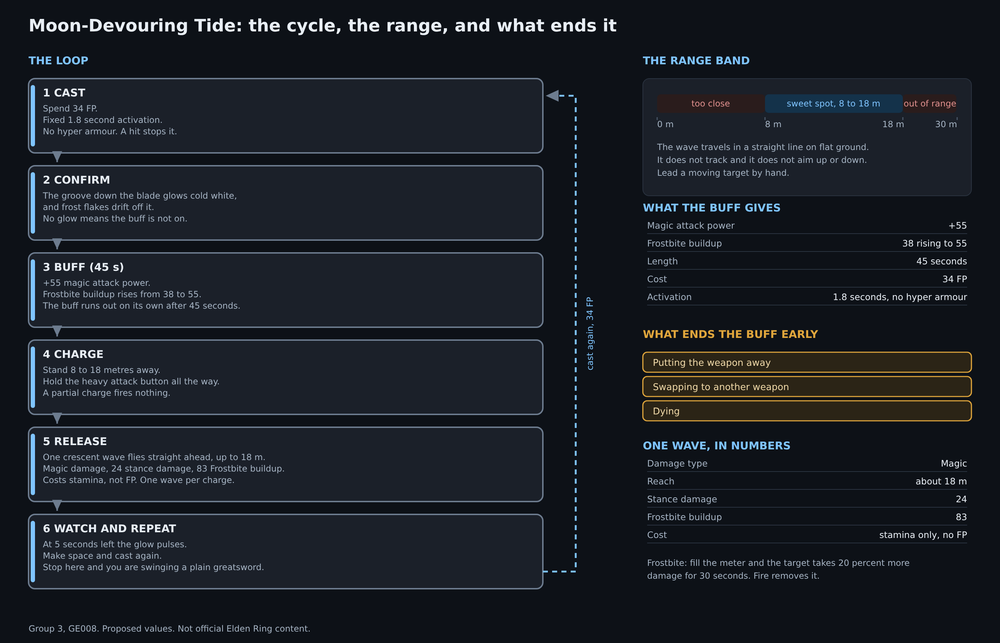 Moon-Devouring Tide: the cycle, the range, and what ends it
THE LOOP
1 CAST
Spend 34 FP.
Fixed 1.8 second activation.
No hyper armour. A hit stops it.
2 CONFIRM
The groove down the blade glows cold white,
and frost flakes drift off it.
No glow means the buff is not on.
3 BUFF (45 s)
+55 magic attack power.
Frostbite buildup rises from 38 to 55.
The buff runs out on its own after 45 seconds.
4 CHARGE
Stand 8 to 18 metres away.
Hold the heavy attack button all the way.
A partial charge fires nothing.
5 RELEASE
One crescent wave flies straight ahead, up to 18 m.
Magic damage, 24 stance damage, 83 Frostbite buildup.
Costs stamina, not FP. One wave per charge.
6 WATCH AND REPEAT
At 5 seconds left the glow pulses.
Make space and cast again.
Stop here and you are swinging a plain greatsword.
cast again, 34 FP
THE RANGE BAND
too close sweet spot, 8 to 18 m out of range
0 m 8 m 18 m 30 m
The wave travels in a straight line on flat ground.
It does not track and it does not aim up or down.
Lead a moving target by hand.
WHAT THE BUFF GIVES
Magic attack power +55
Frostbite buildup 38 rising to 55
Length 45 seconds
Cost 34 FP
Activation 1.8 seconds, no hyper armour
WHAT ENDS THE BUFF EARLY
Putting the weapon away
Swapping to another weapon
Dying
ONE WAVE, IN NUMBERS
Damage type Magic
Reach about 18 m
Stance damage 24
Frostbite buildup 83
Cost stamina only, no FP
Frostbite: fill the meter and the target takes 20 percent more
damage for 30 seconds. Fire removes it.
Group 3, GE008. Proposed values. Not official Elden Ring content.